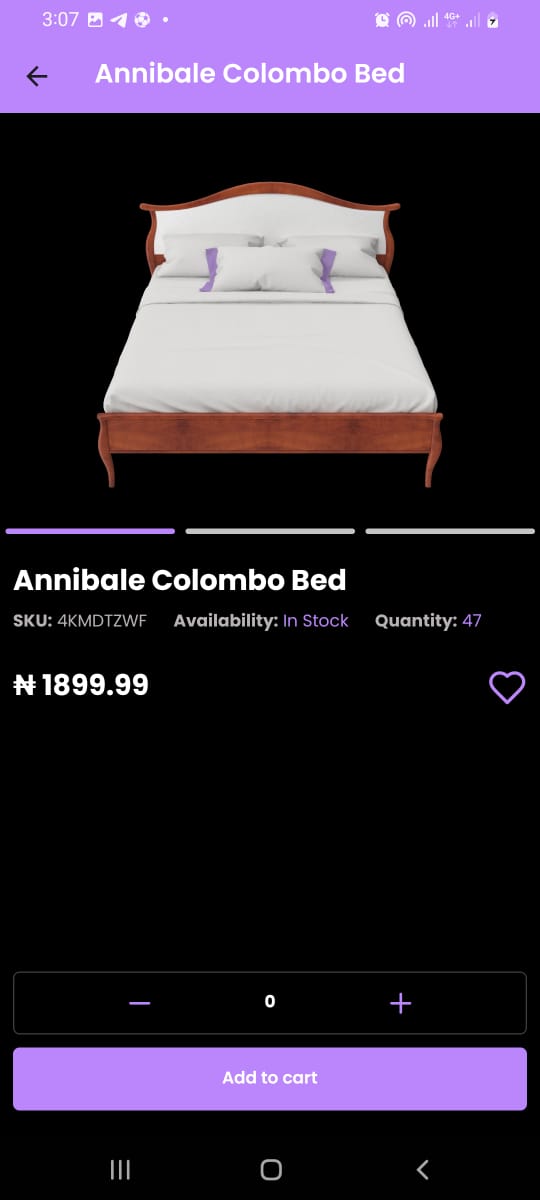 3:07
4G+
Annibale Colombo Bed
Annibale Colombo Bed
SKU: 4KMDTZWF Availability: In Stock Quantity: 47
₦ 1899.99
0
Add to cart